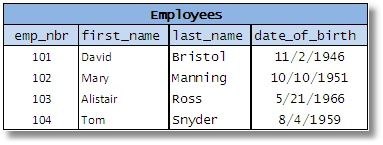 Employees
emp_nbr first_name last_name date_of_birth
101 David Bristol 11/2/1946
102 Mary Manning 10/10/1951
103 Alistair Ross 5/21/1966
104 Tom Snyder 8/4/1959